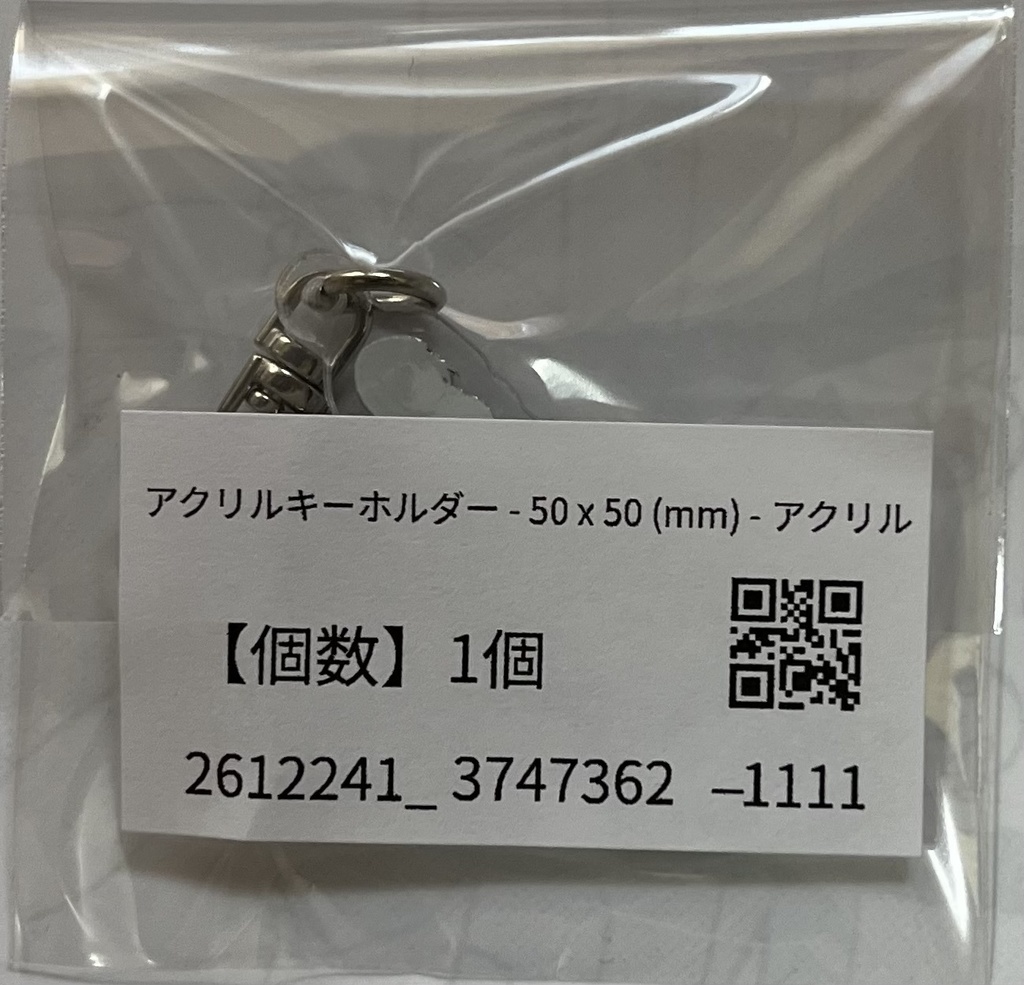 アクリルキーホルダー - 50 x 50 (mm) - アクリル
【個数】1個
2612241_ 3747362 –1111